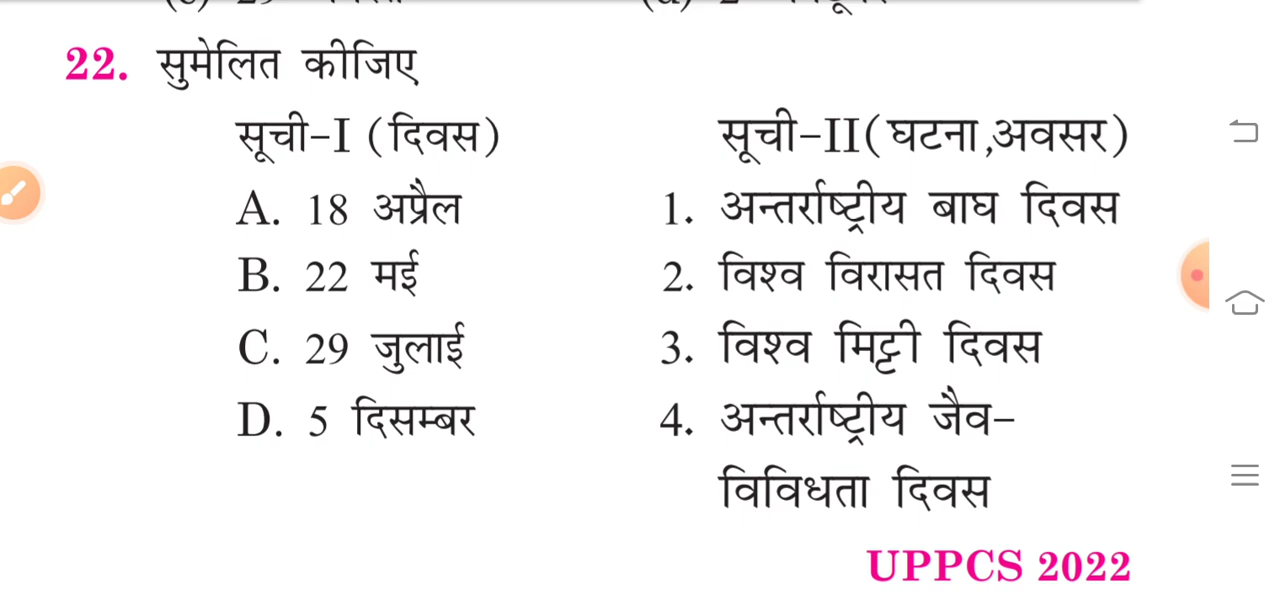 22. सुमेलित कीजिए
सूची-I (दिवस) सूची-II (घटना,अवसर)
A. 18 अप्रैल 1. अन्तर्राष्ट्रीय बाघ दिवस
B. 22 मई 2. विश्व विरासत दिवस
C. 29 जुलाई 3. विश्व मिट्टी दिवस
D. 5 दिसम्बर 4. अन्तर्राष्ट्रीय जैव-
विविधता दिवस
UPPCS 2022